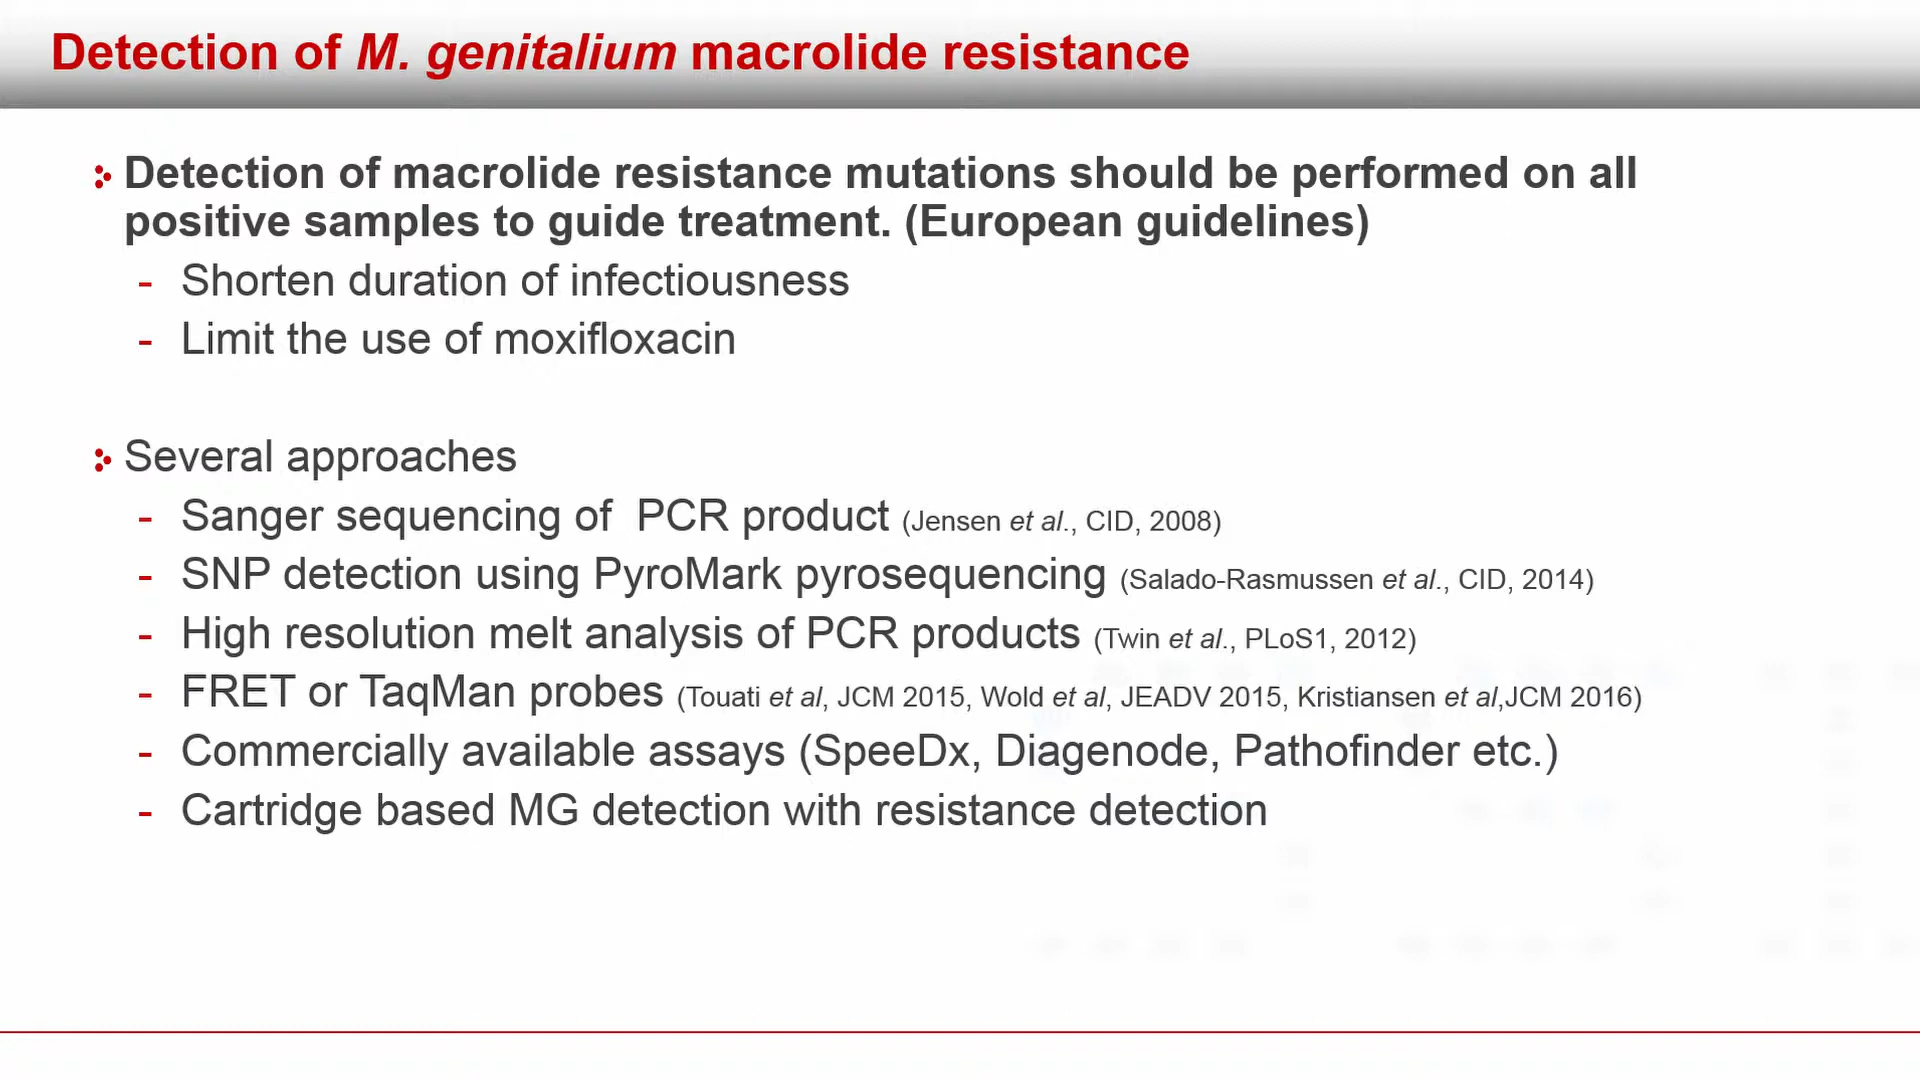 Detection of M. genitalium macrolide resistance
Detection of macrolide resistance mutations should be performed on all
positive samples to guide treatment. (European guidelines)
- Shorten duration of infectiousness
- Limit the use of moxifloxacin
Several approaches
- Sanger sequencing of  PCR product (Jensen et al., CID, 2008)
- SNP detection using PyroMark pyrosequencing (Salado-Rasmussen et al., CID, 2014)
- High resolution melt analysis of PCR products (Twin et al., PLoS1, 2012)
- FRET or TaqMan probes (Touati et al, JCM 2015, Wold et al, JEADV 2015, Kristiansen et al,JCM 2016)
- Commercially available assays (SpeeDx, Diagenode, Pathofinder etc.)
- Cartridge based MG detection with resistance detection